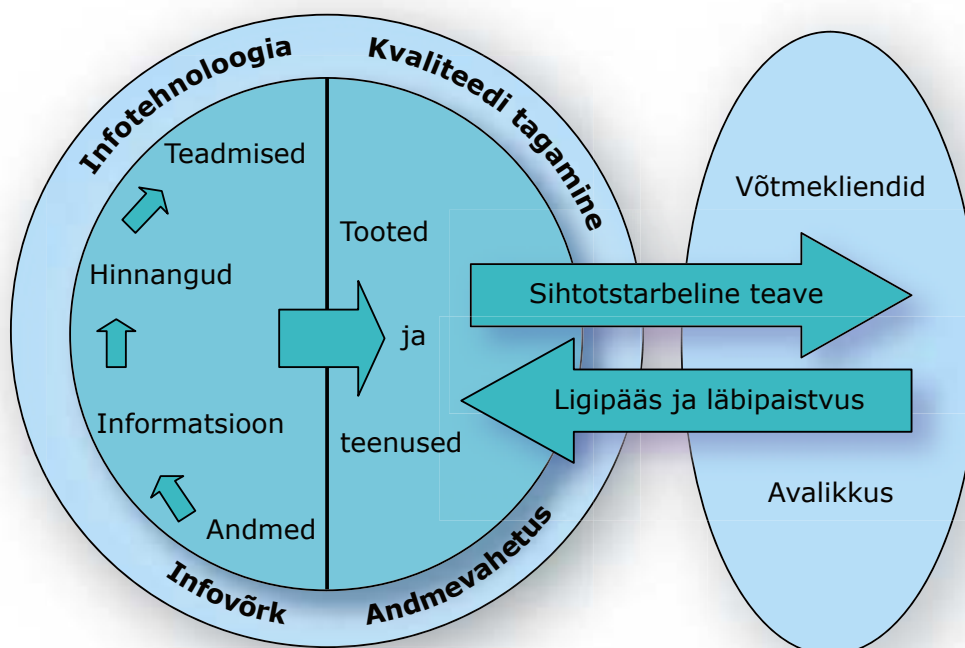 Infotehnoloogia
Kvaliteedi tagamine
Teadmised
Hinnangud
Informatsioon
Andmed
Tooted
ja
teenused
Infovõrk
Andmevahetus
Sihtotstarbeline teave
Ligipääs ja läbipaistvus
Võtmekliendid
Avalikkus